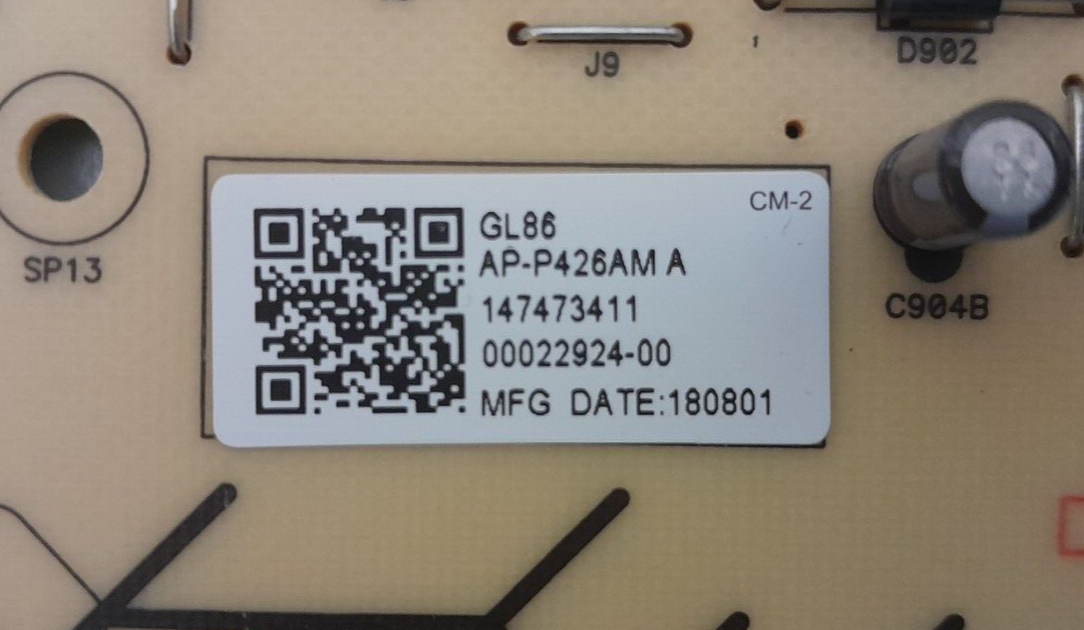 J9
D902
SP13
C904B
CM-2
GL86
AP-P426AM A
147473411
00022924-00
MFG DATE:180801